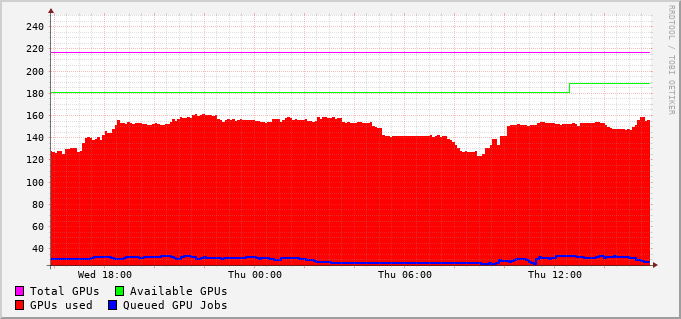 240
220
200
180
160
140
120
100
80
60
40
Wed 18:00 Thu 00:00 Thu 06:00 Thu 12:00
Total GPUs Available GPUs
GPUs used Queued GPU Jobs
RRDTOOL / TOBI OETIKER